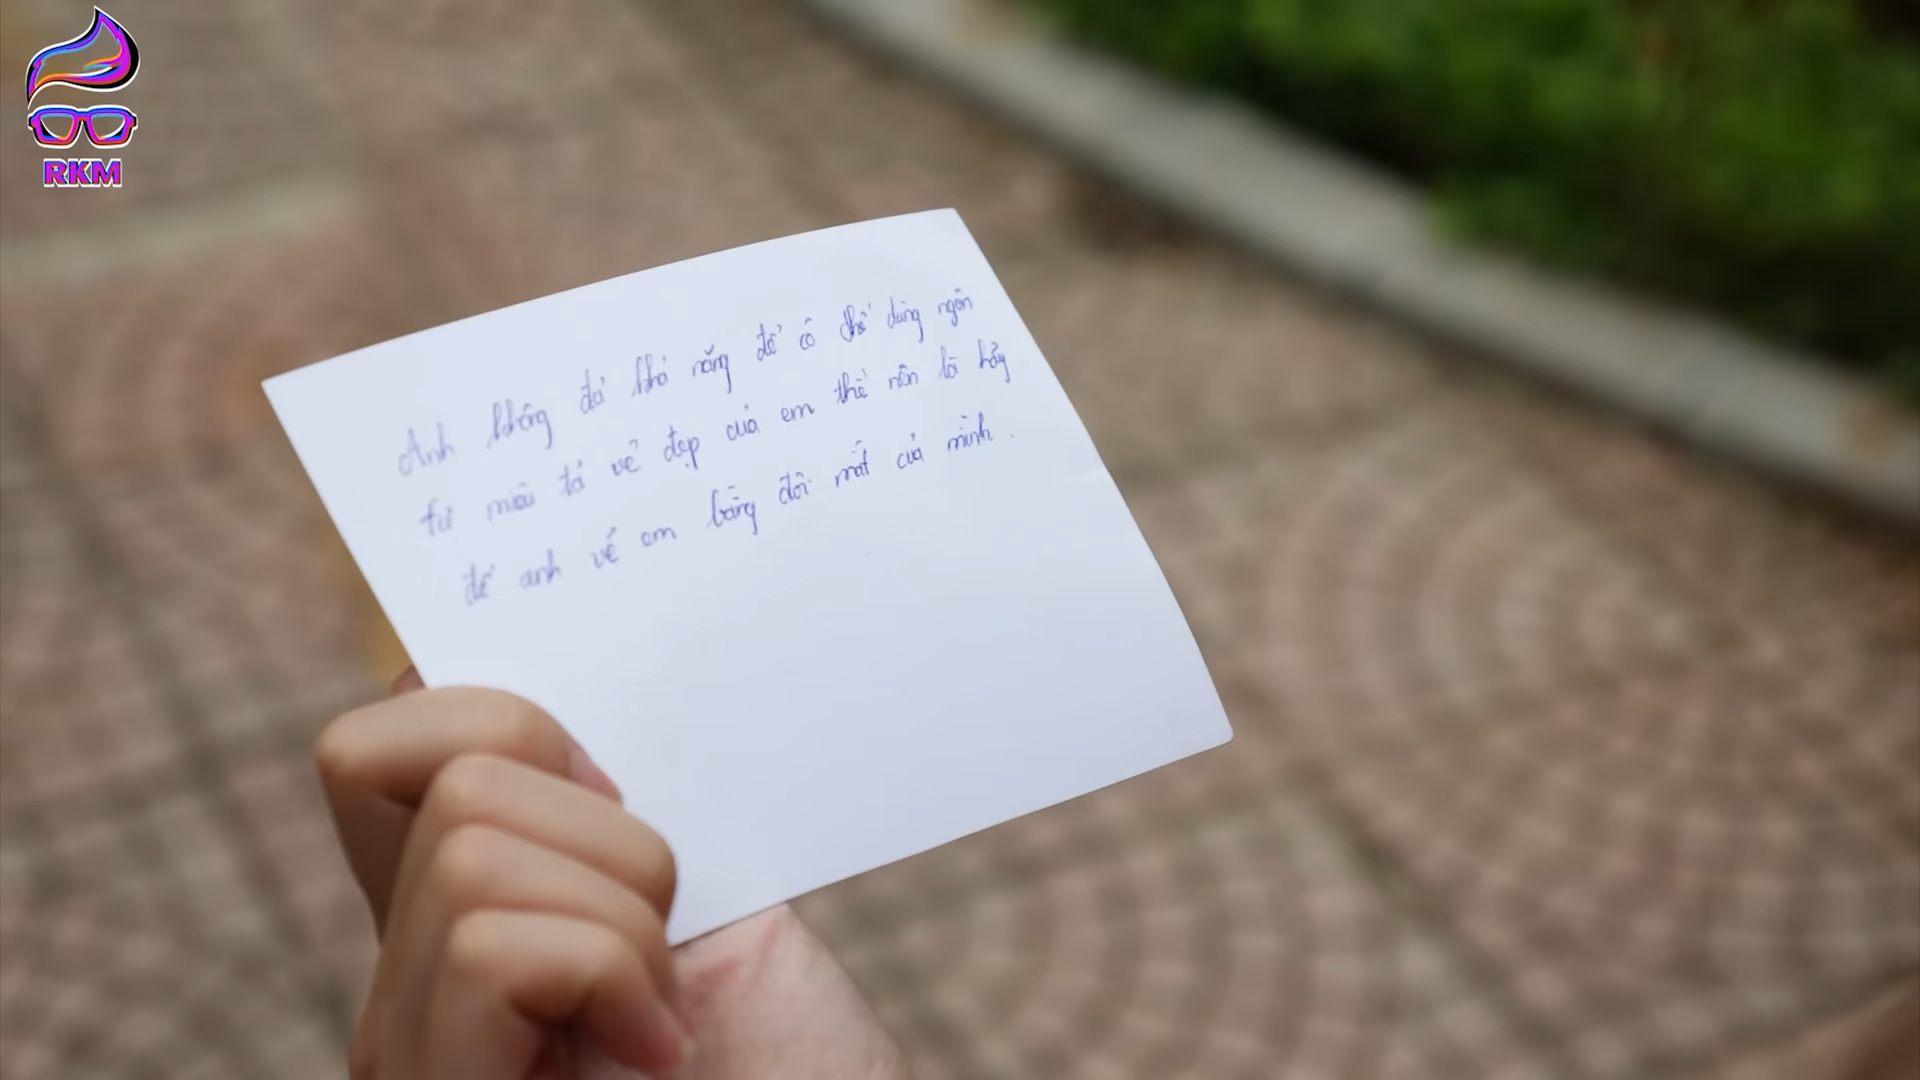 RKM
Anh không đủ khả năng để có thể dùng ngôn
từ miêu tả vẻ đẹp của em thế nên là hãy
để anh vẽ em bằng đôi mắt của mình.